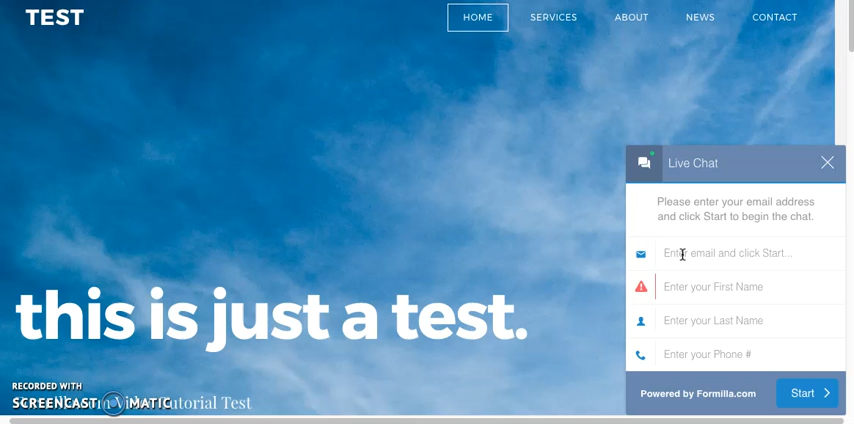 TEST
HOME SERVICES ABOUT NEWS CONTACT
this is just a test.
RECORDED WITH
SCREENCAST MATIC
Tutorial Test
Live Chat
Please enter your email address
and click Start to begin the chat.
Enter email and click Start...
Enter your First Name
Enter your Last Name
Enter your Phone #
Powered by Formilla.com
Start